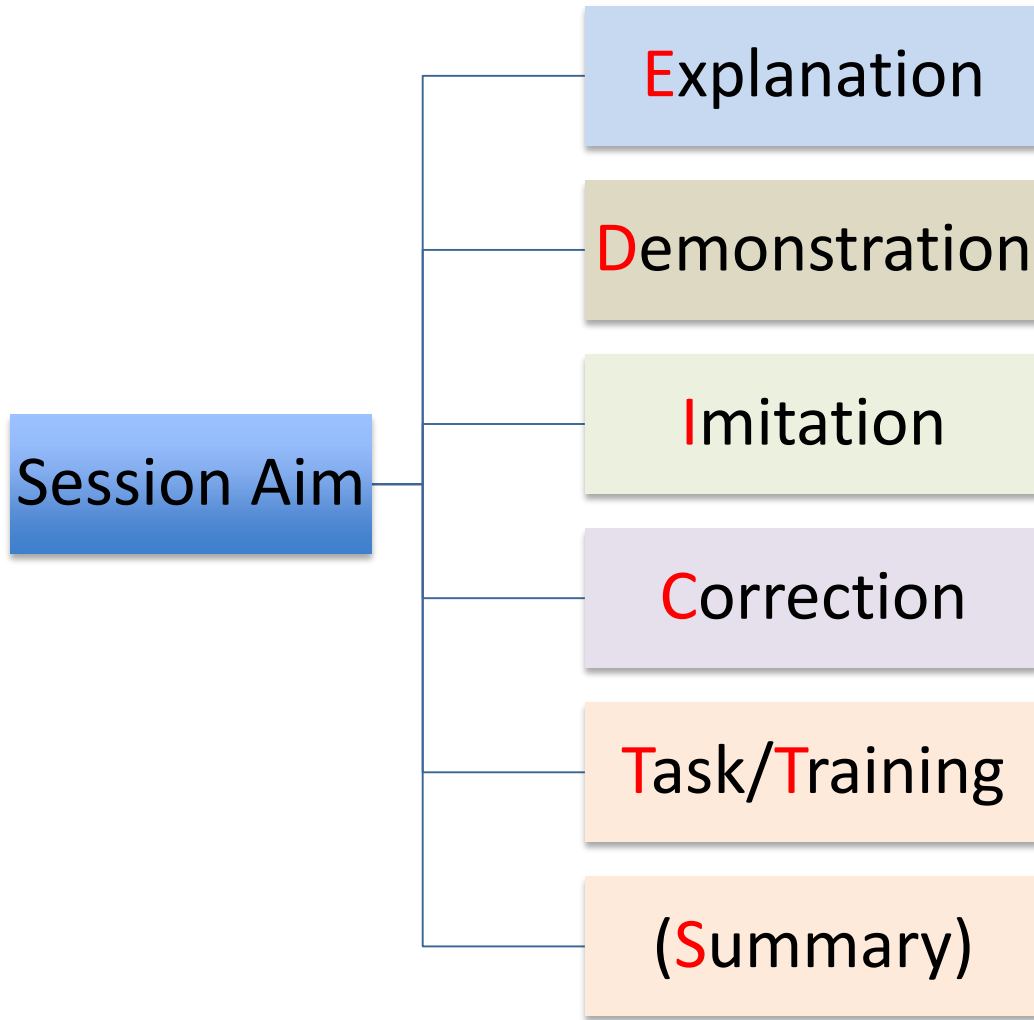 Explanation
Demonstration
Imitation
Session Aim
Correction
Task/Training
(Summary)